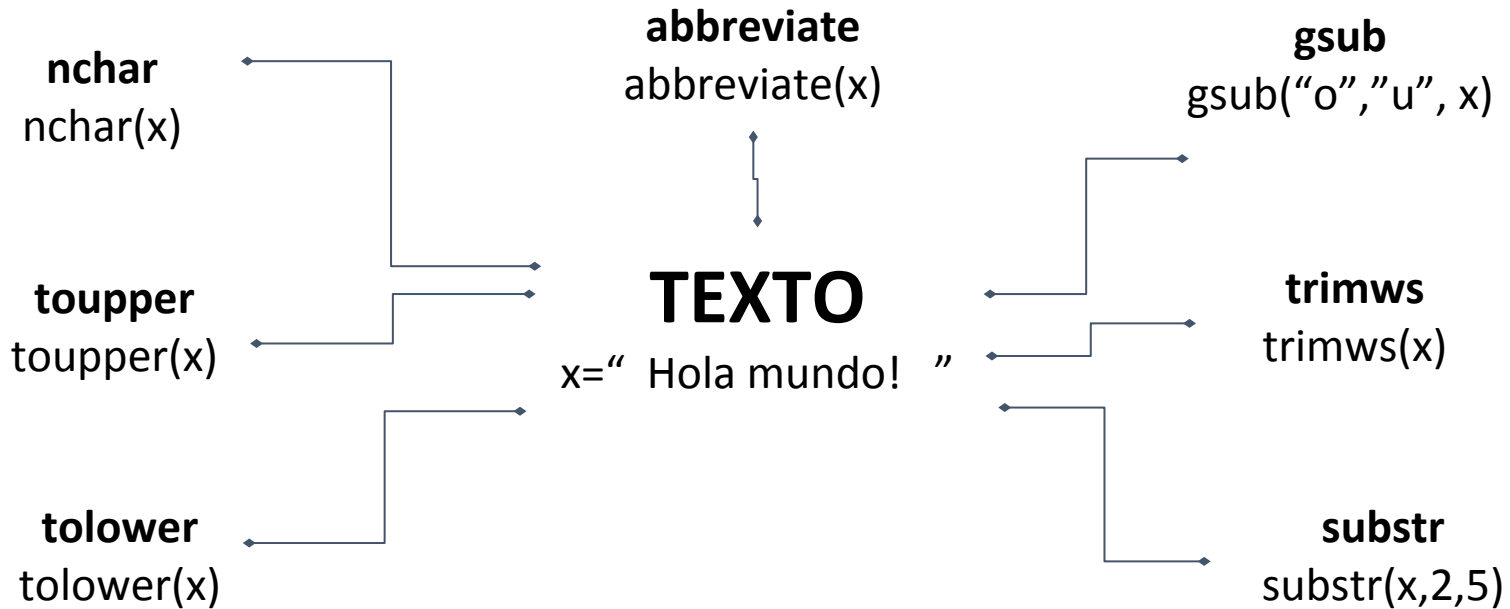 abbreviate
abbreviate(x)
gsub
gsub(“o”,”u”, x)
nchar
nchar(x)
toupper
toupper(x)
TEXTO
x=“  Hola mundo!   ”
trimws
trimws(x)
tolower
tolower(x)
substr
substr(x,2,5)